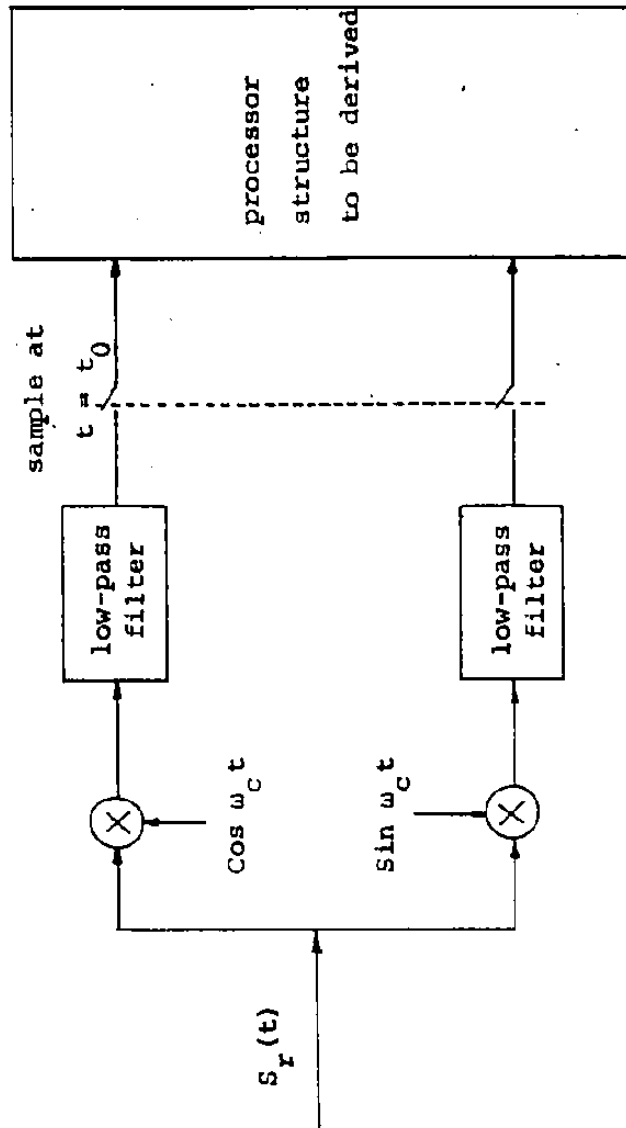 S_r(t)
Cos ω_c t
Sin ω_c t
low-pass
filter
low-pass
filter
sample at
t = t_0
processor
structure
to be derived